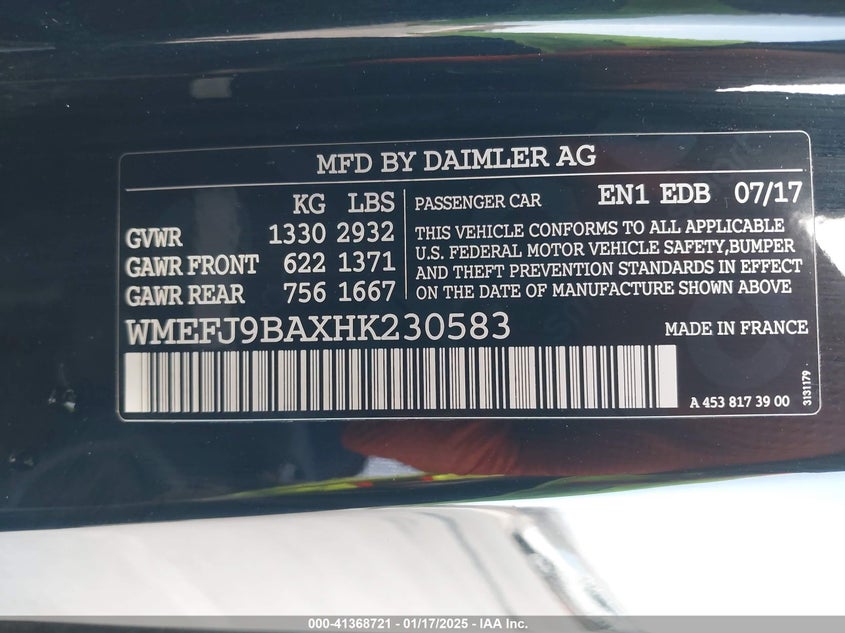 MFD BY DAIMLER AG
KG LBS
GVWR 1330 2932
GAWR FRONT 622 1371
GAWR REAR 756 1667
PASSENGER CAR EN1 EDB 07/17
THIS VEHICLE CONFORMS TO ALL APPLICABLE
U.S. FEDERAL MOTOR VEHICLE SAFETY,BUMPER
AND THEFT PREVENTION STANDARDS IN EFFECT
ON THE DATE OF MANUFACTURE SHOWN ABOVE
WMEFJ9BAXHK230583 MADE IN FRANCE
A 453 817 39 00
3131179
000-41368721 - 01/17/2025 - IAA Inc.